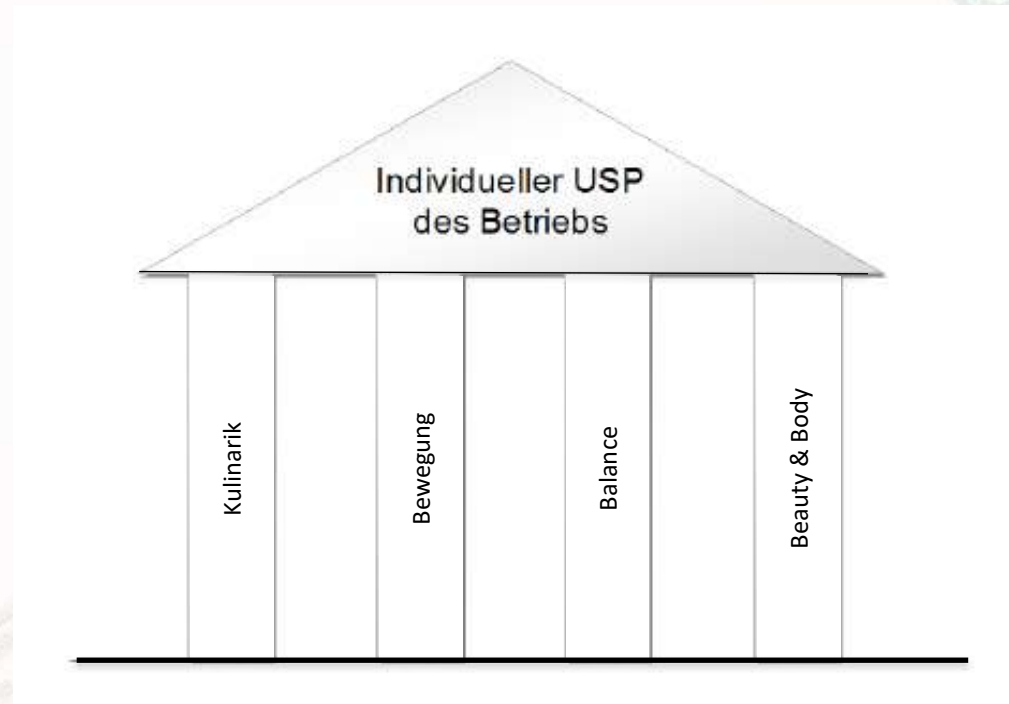 Individueller USP
des Betriebs
Kulinarik
Bewegung
Balance
Beauty & Body